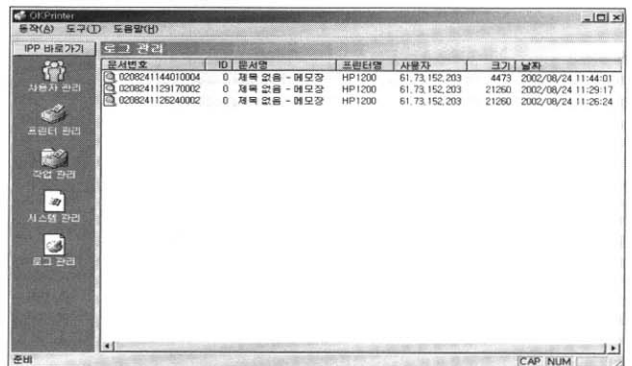 OKPrinter
동작(A) 도구(T) 도움말(H)
IPP 바로가기
로그 관리
사용자 관리
프린터 관리
작업 관리
시스템 관리
로그 관리
문서번호 ID 문서명 프린터명 사용자 크기 날짜
0208241144010004 0 제목 없음 - 메모장 HP1200 61,73,152,203 4473 2002/08/24 11:44:01
0208241129170002 0 제목 없음 - 메모장 HP1200 61,73,152,203 21260 2002/08/24 11:29:17
0208241126240002 0 제목 없음 - 메모장 HP1200 61,73,152,203 21260 2002/08/24 11:26:24
준비
CAP NUM